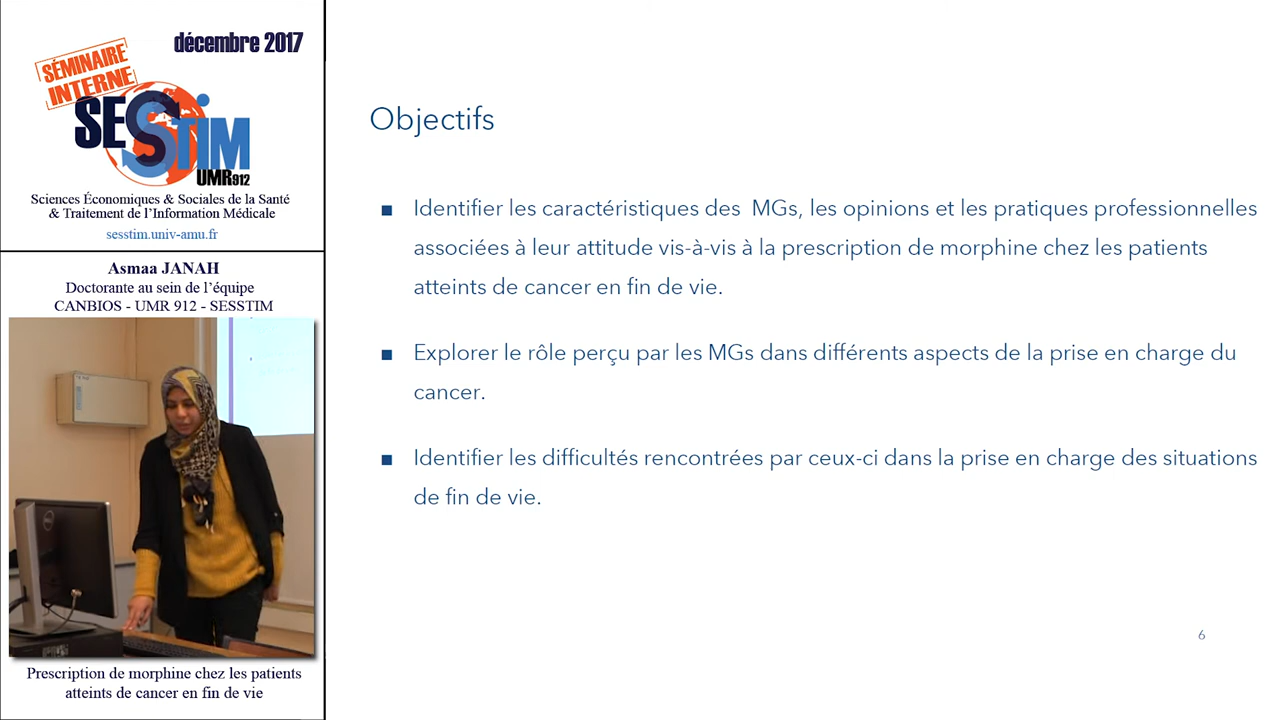 décembre 2017
SÉMINAIRE
INTERNE
SESSTIM
UMR912
Sciences Économiques & Sociales de la Santé
& Traitement de l'Information Médicale
sesstim.univ-amu.fr
Asmaa JANAH
Doctorante au sein de l'équipe
CANBIOS - UMR 912 - SESSTIM
Prescription de morphine chez les patients
atteints de cancer en fin de vie
Objectifs
■ Identifier les caractéristiques des MGs, les opinions et les pratiques professionnelles
associées à leur attitude vis-à-vis à la prescription de morphine chez les patients
atteints de cancer en fin de vie.
■ Explorer le rôle perçu par les MGs dans différents aspects de la prise en charge du
cancer.
■ Identifier les difficultés rencontrées par ceux-ci dans la prise en charge des situations
de fin de vie.
6